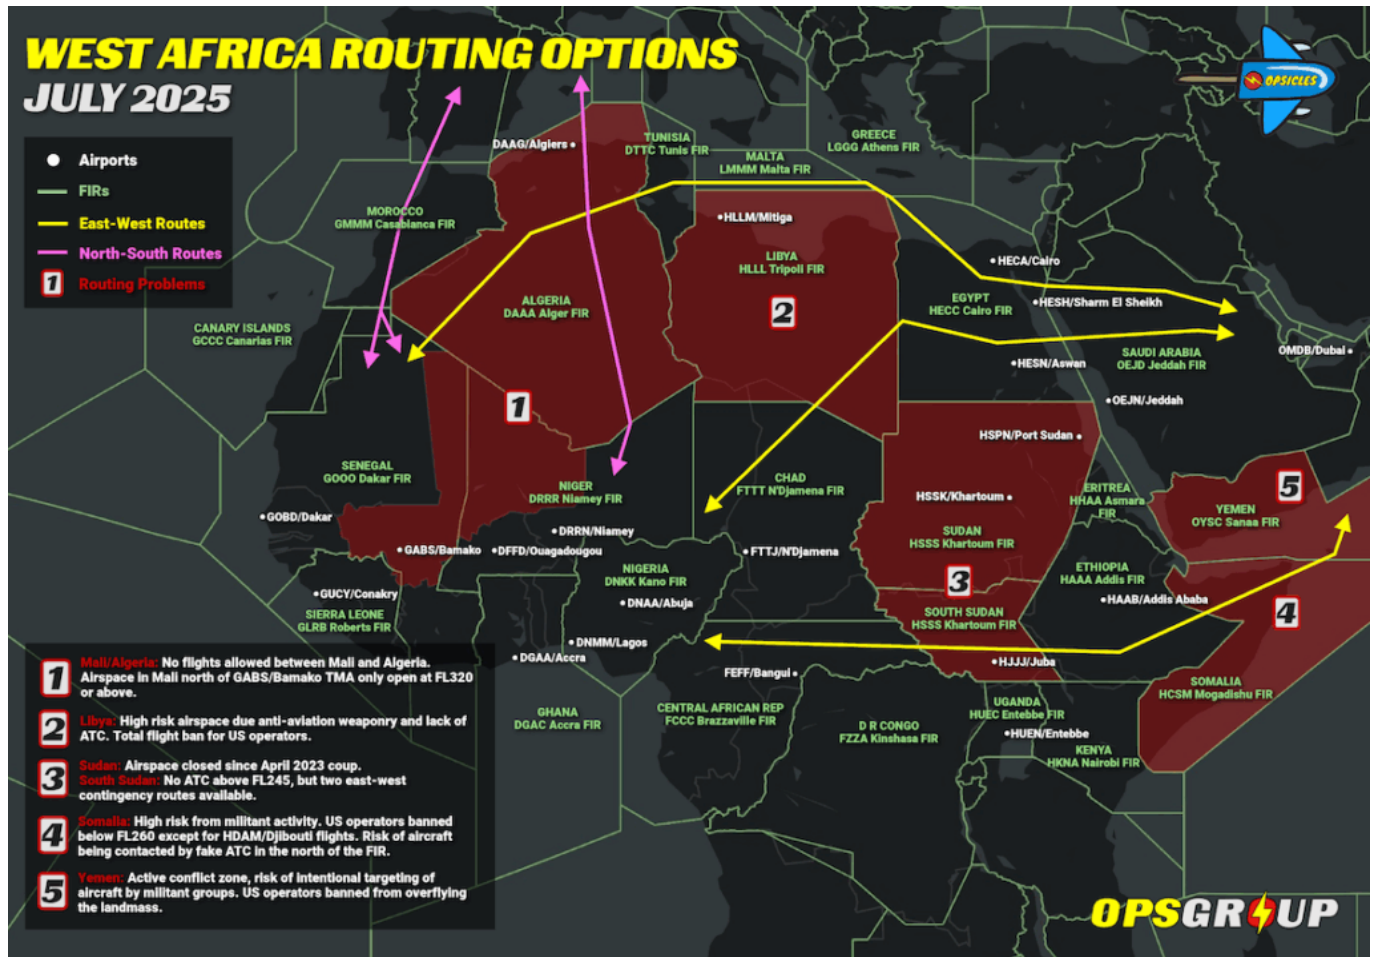 WEST AFRICA ROUTING OPTIONS
JULY 2025
OPSICLES
Airports
FIRs
East-West Routes
North-South Routes
1 Routing Problems
DAAG/Algiers
TUNISIA
DTTC Tunis FIR
MALTA
LMMM Malta FIR
GREECE
LGGG Athens FIR
MOROCCO
GMMM Casablanca FIR
HLLM/Mitiga
LIBYA
HLLL Tripoli FIR
2
HECA/Cairo
EGYPT
HECC Cairo FIR
HESH/Sharm El Sheikh
ALGERIA
DAAA Alger FIR
CANARY ISLANDS
GCCC Canarias FIR
HESN/Aswan
SAUDI ARABIA
OEJD Jeddah FIR
OMDB/Dubai
OEJN/Jeddah
1
HSPN/Port Sudan
SENEGAL
GOOO Dakar FIR
NIGER
DRRR Niamey FIR
CHAD
FTTT N'Djamena FIR
HSSK/Khartoum
ERITREA
HHAA Asmara
FIR
5
YEMEN
OYSC Sanaa FIR
GOBD/Dakar
GABS/Bamako
DRRN/Niamey
DFFD/Ouagadougou
FTTJ/N'Djamena
SUDAN
HSSS Khartoum FIR
3
NIGERIA
DNKK Kano FIR
DNAA/Abuja
ETHIOPIA
HAAA Addis FIR
HAAB/Addis Ababa
4
GUCY/Conakry
SIERRA LEONE
GLRB Roberts FIR
SOUTH SUDAN
HSSS Khartoum FIR
DNMM/Lagos
DGAA/Accra
FEFF/Bangui
HJJJ/Juba
SOMALIA
HCSM Mogadishu FIR
GHANA
DGAC Accra FIR
CENTRAL AFRICAN REP
FCCC Brazzaville FIR
D R CONGO
FZZA Kinshasa FIR
UGANDA
HUEC Entebbe FIR
HUEN/Entebbe
KENYA
HKNA Nairobi FIR
1 Mali/Algeria: No flights allowed between Mali and Algeria.
Airspace in Mali north of GABS/Bamako TMA only open at FL320
or above.
2 Libya: High risk airspace due anti-aviation weaponry and lack of
ATC. Total flight ban for US operators.
3 Sudan: Airspace closed since April 2023 coup.
South Sudan: No ATC above FL245, but two east-west
contingency routes available.
4 Somalia: High risk from militant activity. US operators banned
below FL260 except for HDAM/Djibouti flights. Risk of aircraft
being contacted by fake ATC in the north of the FIR.
5 Yemen: Active conflict zone, risk of intentional targeting of
aircraft by militant groups. US operators banned from overflying
the landmass.
OPSGROUP